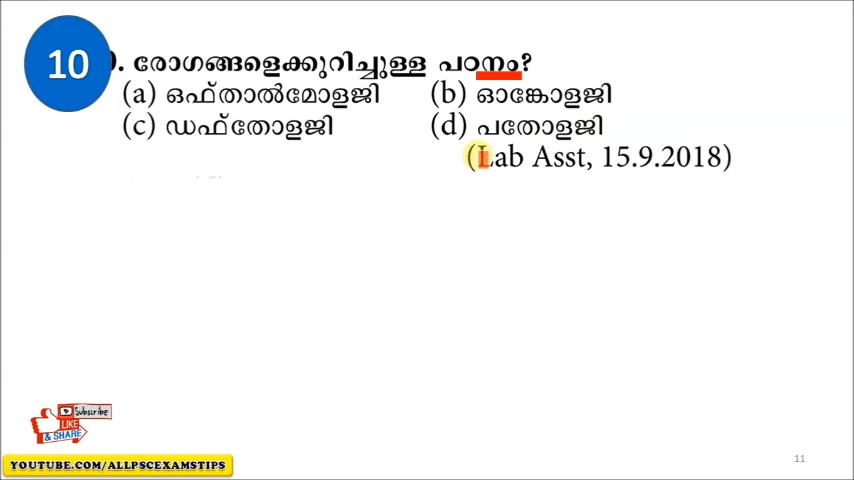 10
. രോഗങ്ങളെക്കുറിച്ചുള്ള പഠനം?
(a) ഒഫ്താൽമോളജി (b) ഓങ്കോളജി
(c) ഡഫ്തോളജി (d) പതോളജി
(Lab Asst, 15.9.2018)
Subscribe
LIKE
& SHARE
YOUTUBE.COM/ALLPSCEXAMSTIPS
11